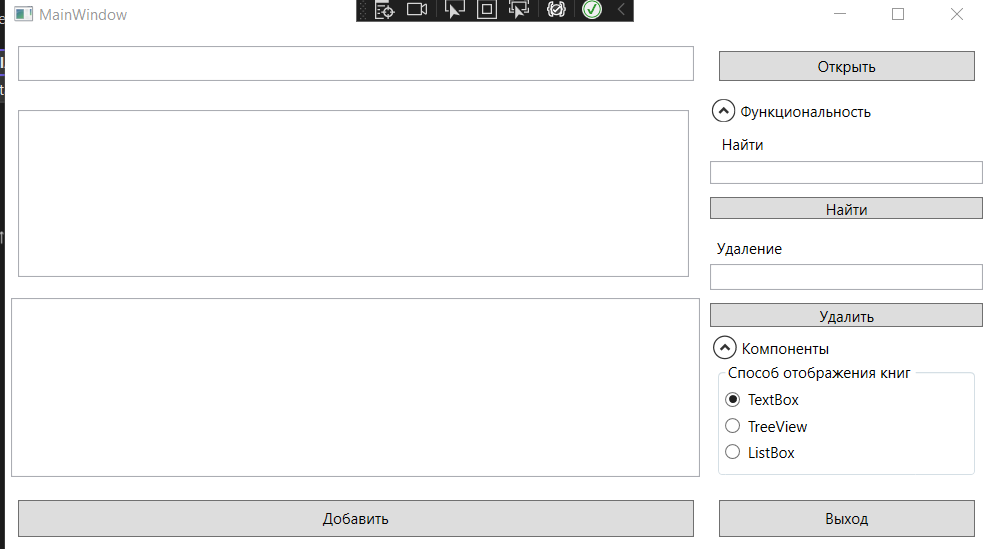 MainWindow
Открыть
Функциональность
Найти
Найти
Удаление
Удалить
Компоненты
Способ отображения книг
TextBox
TreeView
ListBox
Добавить
Выход